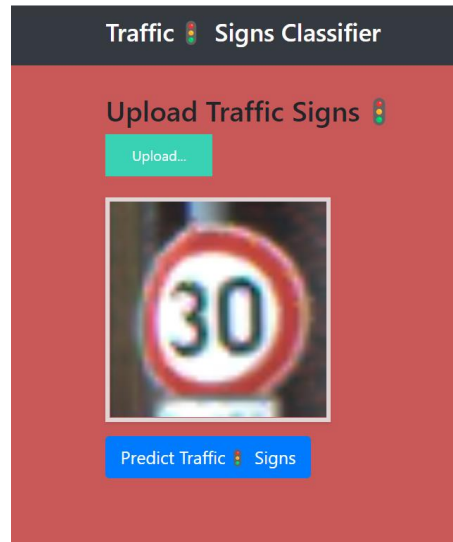 Traffic 🚦 Signs Classifier
Upload Traffic Signs 🚦
Upload...
30
Predict Traffic 🚦 Signs